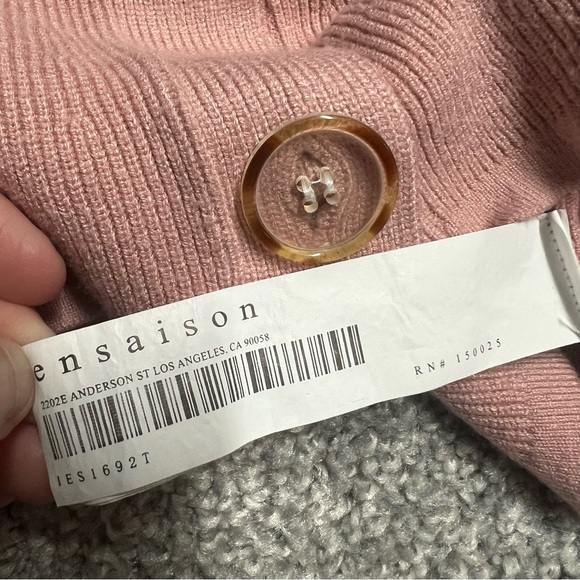 ensaison
2202E ANDERSON ST LOS ANGELES, CA 90058
RN# 150025
IES1692T